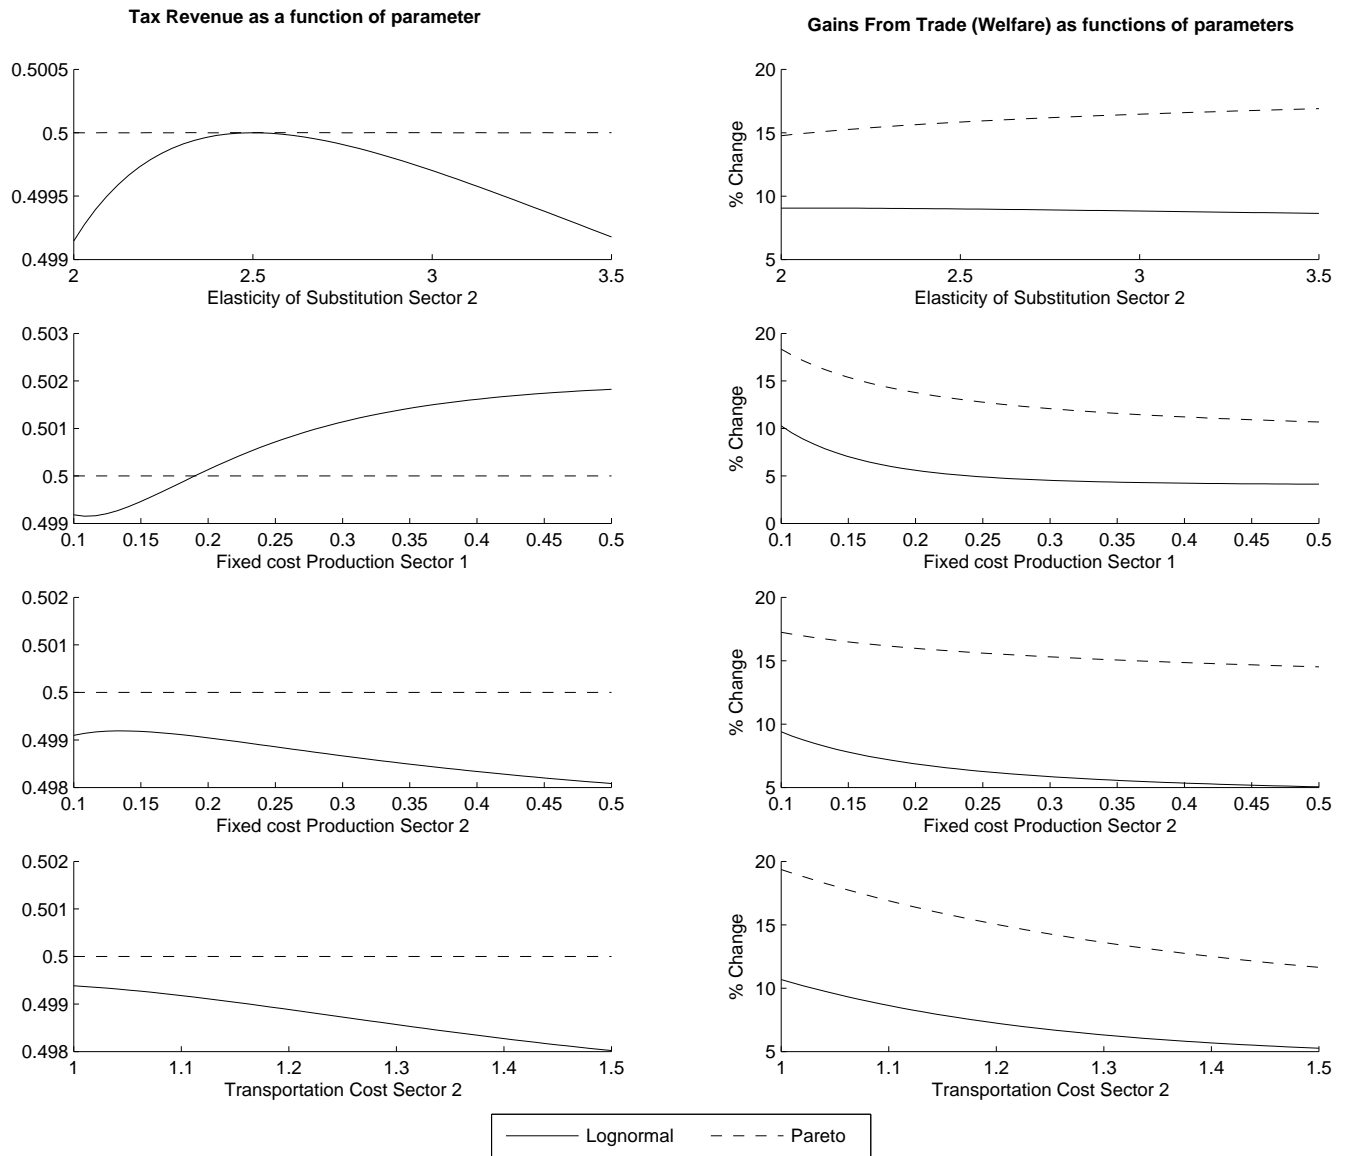 Tax Revenue as a function of parameter
0.5005
0.5
0.4995
0.499
2 2.5 3 3.5
Elasticity of Substitution Sector 2
Gains From Trade (Welfare) as functions of parameters
20
15
10
5
% Change
2 2.5 3 3.5
Elasticity of Substitution Sector 2
0.503
0.502
0.501
0.5
0.499
0.1 0.15 0.2 0.25 0.3 0.35 0.4 0.45 0.5
Fixed cost Production Sector 1
20
15
10
5
0
% Change
0.1 0.15 0.2 0.25 0.3 0.35 0.4 0.45 0.5
Fixed cost Production Sector 1
0.502
0.501
0.5
0.499
0.498
0.1 0.15 0.2 0.25 0.3 0.35 0.4 0.45 0.5
Fixed cost Production Sector 2
20
15
10
5
% Change
0.1 0.15 0.2 0.25 0.3 0.35 0.4 0.45 0.5
Fixed cost Production Sector 2
0.502
0.501
0.5
0.499
0.498
1 1.1 1.2 1.3 1.4 1.5
Transportation Cost Sector 2
20
15
10
5
% Change
1 1.1 1.2 1.3 1.4 1.5
Transportation Cost Sector 2
Lognormal Pareto